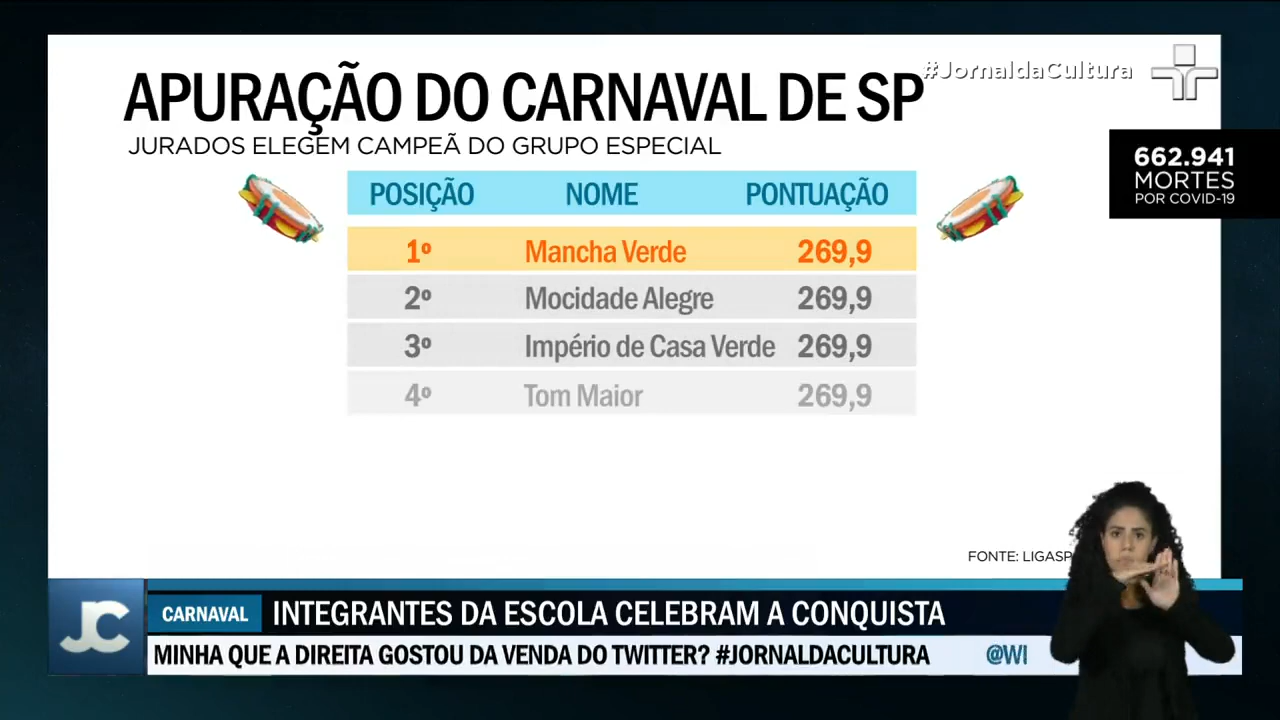 APURAÇÃO DO CARNAVAL DE SP
#JornaldaCultura
JURADOS ELEGEM CAMPEÃ DO GRUPO ESPECIAL
662.941
MORTES
POR COVID-19
POSIÇÃO NOME PONTUAÇÃO
1º Mancha Verde 269,9
2º Mocidade Alegre 269,9
3º Império de Casa Verde 269,9
4º Tom Maior 269,9
FONTE: LIGASP
JC
CARNAVAL INTEGRANTES DA ESCOLA CELEBRAM A CONQUISTA
MINHA QUE A DIREITA GOSTOU DA VENDA DO TWITTER? #JORNALDACULTURA @WI